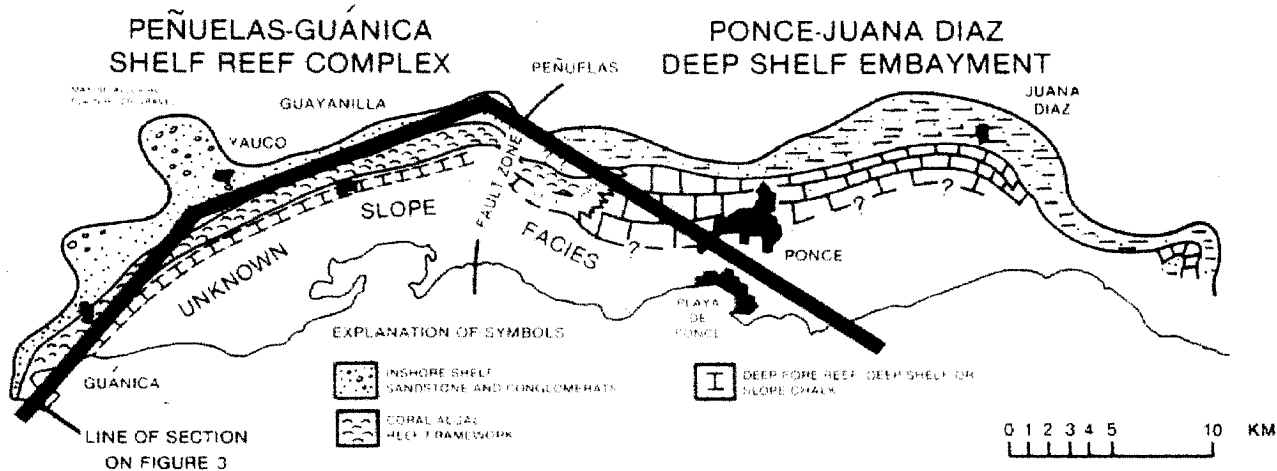 PEÑUELAS-GUÁNICA
SHELF REEF COMPLEX
PONCE-JUANA DIAZ
DEEP SHELF EMBAYMENT
PEÑUELAS
GUAYANILLA
JUANA
DIAZ
YAUCO
FAULT ZONE
SLOPE
UNKNOWN
FACIES
?
?
?
PONCE
PLAYA
DE
PONCE
GUÁNICA
EXPLANATION OF SYMBOLS
INSHORE SHELF
SANDSTONE AND CONGLOMERATE
CORAL ALGAL
REEF FRAMEWORK
DEEP FORE REEF, DEEP SHELF OR
SLOPE CHALK
LINE OF SECTION
ON FIGURE 3
0 1 2 3 4 5 10 KM